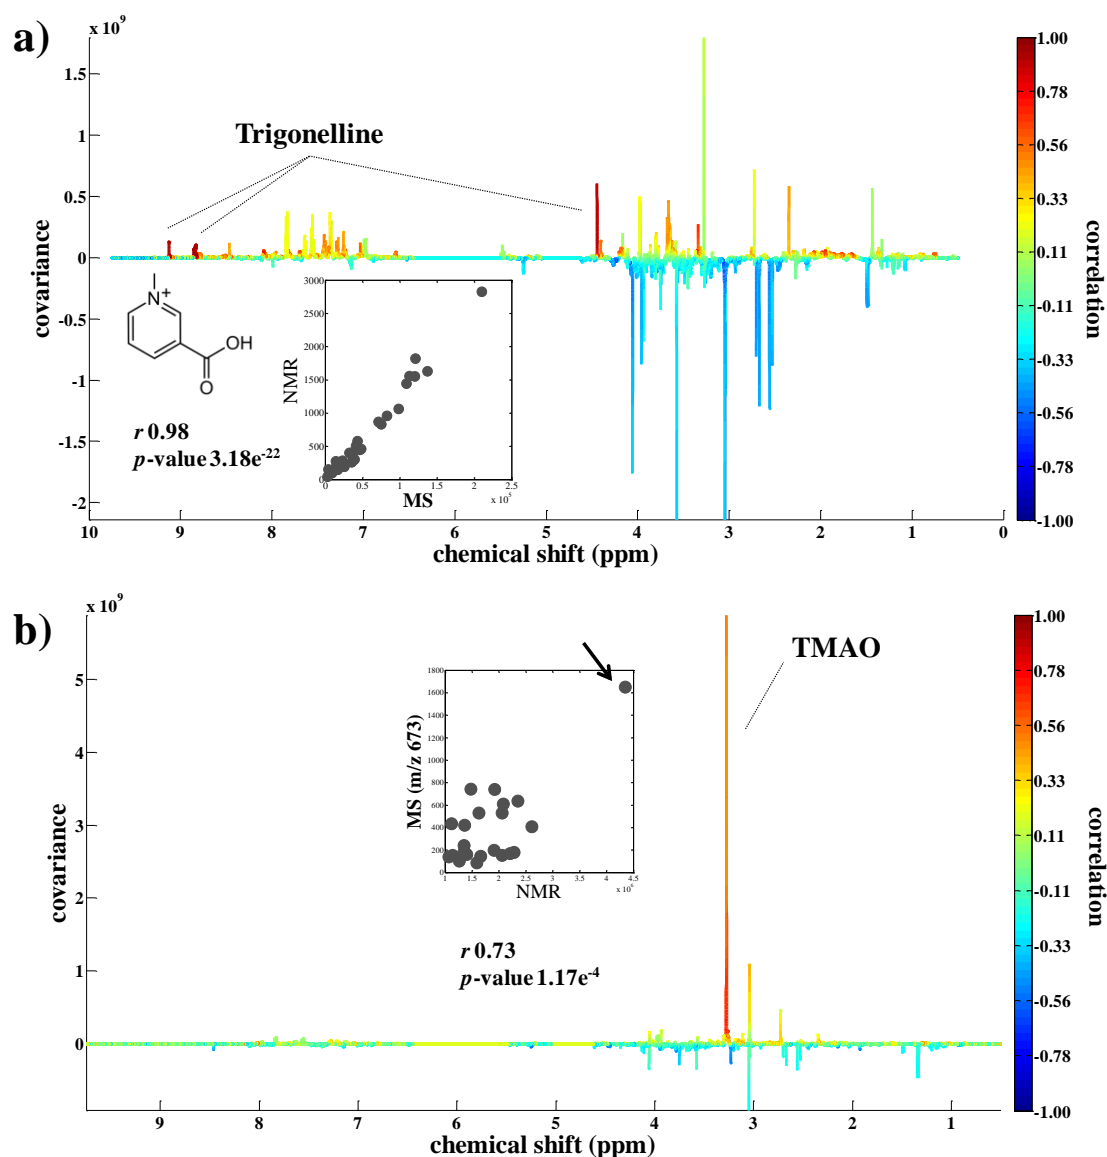 a)
x 10⁹
1.5
1
0.5
0
-0.5
-1
-1.5
-2
covariance
Trigonelline
N
+
OH
O
r 0.98
p-value 3.18e⁻²²
3000
2500
2000
1500
1000
500
0
NMR
0 0.5 1 1.5 2 2.5
MS
x 10⁵
10 9 8 7 6 5 4 3 2 1 0
chemical shift (ppm)
1.00
0.78
0.56
0.33
0.11
-0.11
-0.33
-0.56
-0.78
-1.00
correlation
b)
x 10⁹
5
4
3
2
1
0
covariance
TMAO
1800
1600
1400
1200
1000
800
600
400
200
0
MS (m/z 673)
1 1.5 2 2.5 3 3.5 4 4.5
NMR
x 10⁶
r 0.73
p-value 1.17e⁻⁴
9 8 7 6 5 4 3 2 1
chemical shift (ppm)
1.00
0.78
0.56
0.33
0.11
-0.11
-0.33
-0.56
-0.78
-1.00
correlation